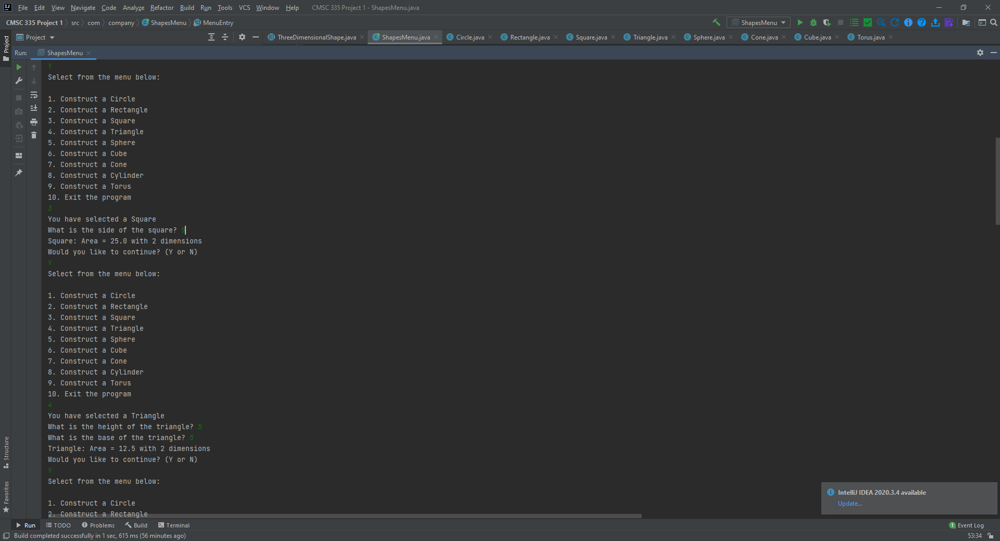 File Edit View Navigate Code Analyze Refactor Build Run Tools VCS Window Help CMSC 335 Project 1 - ShapesMenu.java
CMSC 335 Project 1 src com company ShapesMenu MenuEntry ShapesMenu
Project ThreeDimensionalShape.java ShapesMenu.java Circle.java Rectangle.java Square.java Triangle.java Sphere.java Cone.java Cube.java Torus.java
Project
Run: ShapesMenu
Y
Select from the menu below:
1. Construct a Circle
2. Construct a Rectangle
3. Construct a Square
4. Construct a Triangle
5. Construct a Sphere
6. Construct a Cube
7. Construct a Cone
8. Construct a Cylinder
9. Construct a Torus
10. Exit the program
3
You have selected a Square
What is the side of the square? 5
Square: Area = 25.0 with 2 dimensions
Would you like to continue? (Y or N)
Y
Select from the menu below:
1. Construct a Circle
2. Construct a Rectangle
3. Construct a Square
4. Construct a Triangle
5. Construct a Sphere
6. Construct a Cube
7. Construct a Cone
8. Construct a Cylinder
9. Construct a Torus
10. Exit the program
4
You have selected a Triangle
What is the height of the triangle? 5
What is the base of the triangle? 5
Triangle: Area = 12.5 with 2 dimensions
Would you like to continue? (Y or N)
Y
Select from the menu below:
1. Construct a Circle
2. Construct a Rectangle
Structure
Favorites
IntelliJ IDEA 2020.3.4 available
Update...
Run TODO Problems Build Terminal 1 Event Log
Build completed successfully in 1 sec, 615 ms (56 minutes ago) 53:34